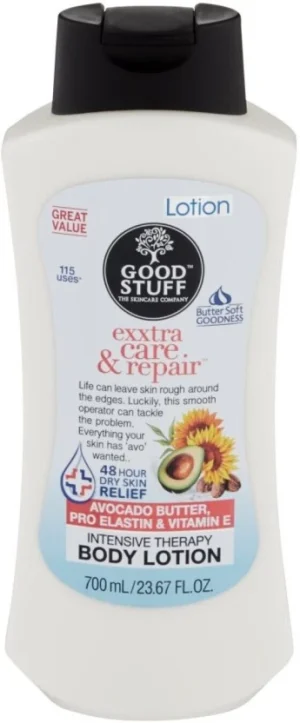 Lotion
GREAT
VALUE
GOOD™
STUFF
THE SKINCARE COMPANY
115
uses*
Butter Soft
GOODNESS
exxtra
care
& repair™
Life can leave skin rough around
the edges. Luckily, this smooth
operator can tackle
the problem.
Everything your
skin has 'avo'
wanted..
48 HOUR
DRY SKIN
RELIEF
AVOCADO BUTTER,
PRO ELASTIN & VITAMIN E
INTENSIVE THERAPY
BODY LOTION
700 mL/23.67 FL.OZ.